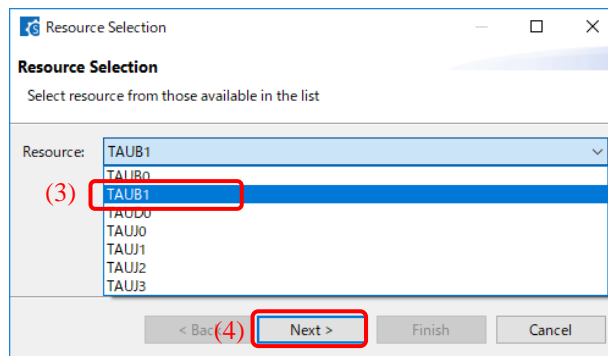 Resource Selection
Resource Selection
Select resource from those available in the list
Resource: TAUB1
TAUB0
(3) TAUB1
TAUD0
TAUJ0
TAUJ1
TAUJ2
TAUJ3
< Back (4) Next > Finish Cancel